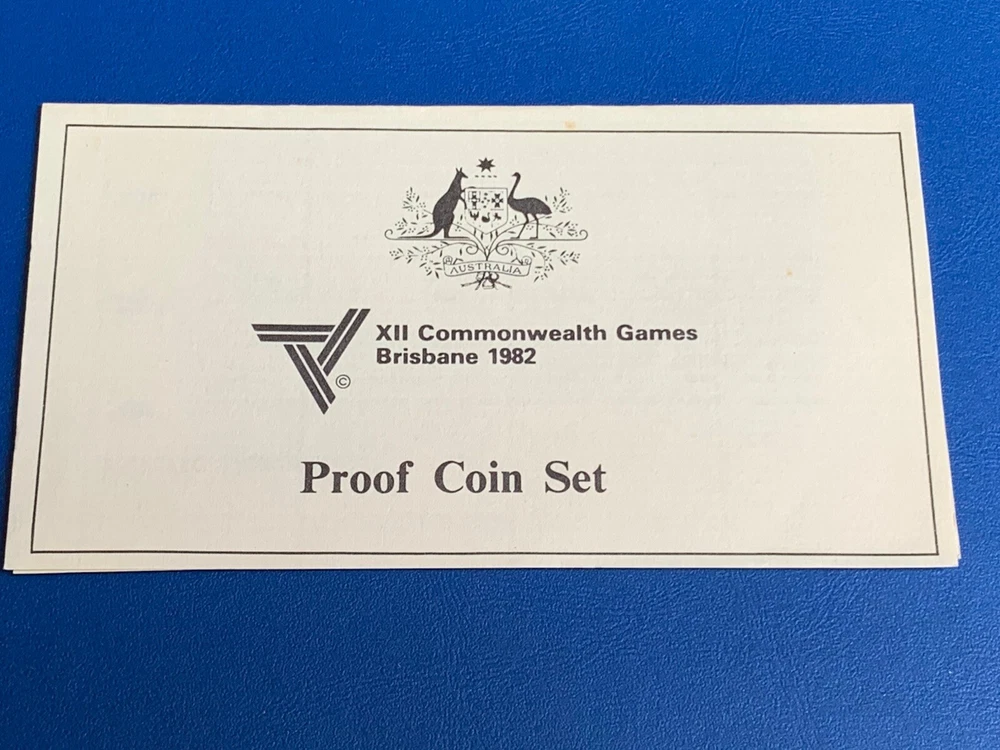 AUSTRALIA
XII Commonwealth Games
Brisbane 1982
©
Proof Coin Set